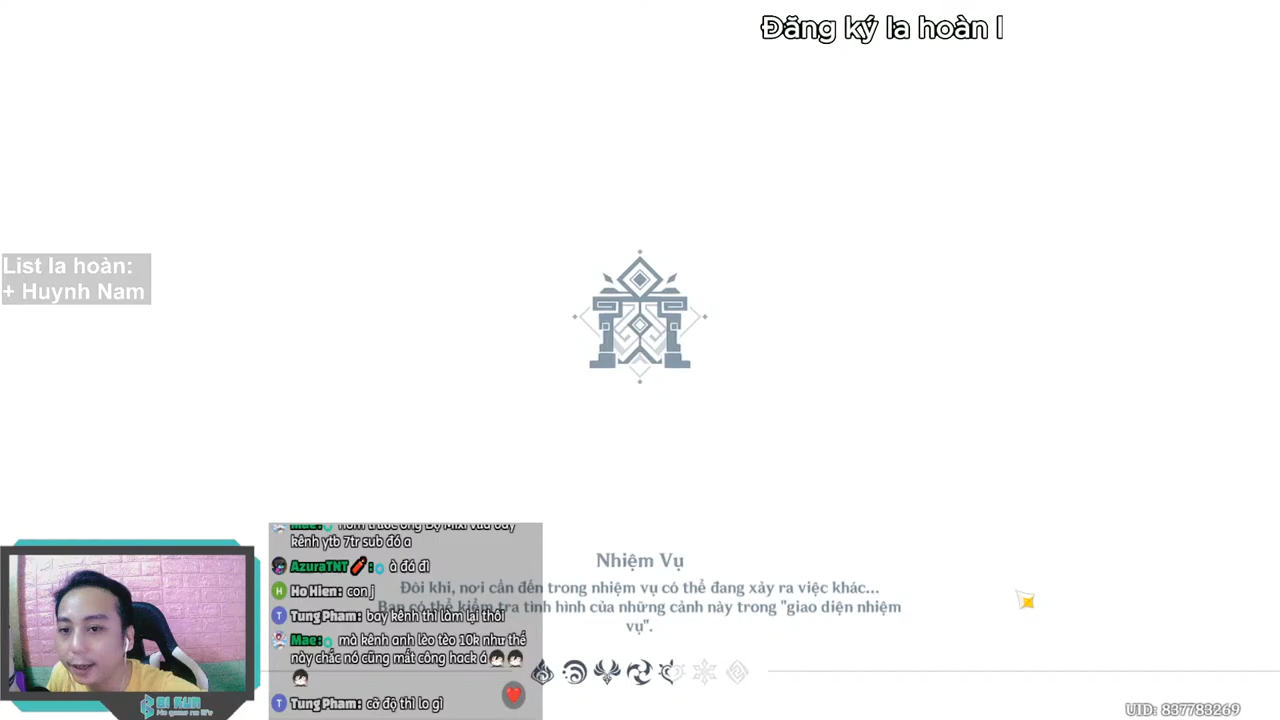 Đăng ký la hoàn l
List la hoàn:
+ Huynh Nam
kênh ytb 7tr sub đó a
AzuraTNT: à đá đĩ
Ho Hien: con j
Tung Pham: bay kênh thì làm lại thôi
Mae: mà kênh anh lèo tèo 10k như thế
này chắc nó cũng mất công hack á
Tung Pham: cỡ độ thì lo gì
Nhiệm Vụ
Đôi khi, nơi cần đến trong nhiệm vụ có thể đang xảy ra việc khác...
Bạn có thể kiểm tra tình hình của những cảnh này trong "giao diện nhiệm
vụ".
BI KUN
UID: 837783269